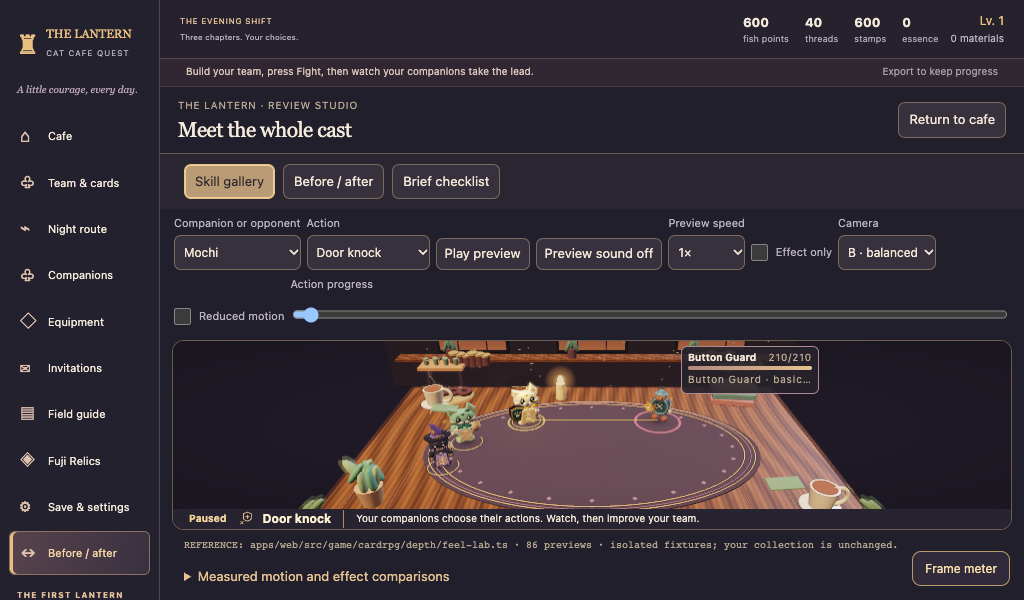 THE LANTERN
CAT CAFE QUEST
A little courage, every day.
Cafe
Team & cards
Night route
Companions
Equipment
Invitations
Field guide
Fuji Relics
Save & settings
Before / after
THE FIRST LANTERN
THE EVENING SHIFT
Three chapters. Your choices.
600
fish points
40
threads
600
stamps
0
essence
Lv. 1
0 materials
Build your team, press Fight, then watch your companions take the lead.
Export to keep progress
THE LANTERN · REVIEW STUDIO
Meet the whole cast
Return to cafe
Skill gallery
Before / after
Brief checklist
Companion or opponent
Mochi
Action
Door knock
Play preview
Preview sound off
Preview speed
1×
Effect only
Camera
B · balanced
Action progress
Reduced motion
Button Guard 210/210
Button Guard · basic…
Paused
Door knock
Your companions choose their actions. Watch, then improve your team.
REFERENCE: apps/web/src/game/cardrpg/depth/feel-lab.ts · 86 previews · isolated fixtures; your collection is unchanged.
Measured motion and effect comparisons
Frame meter